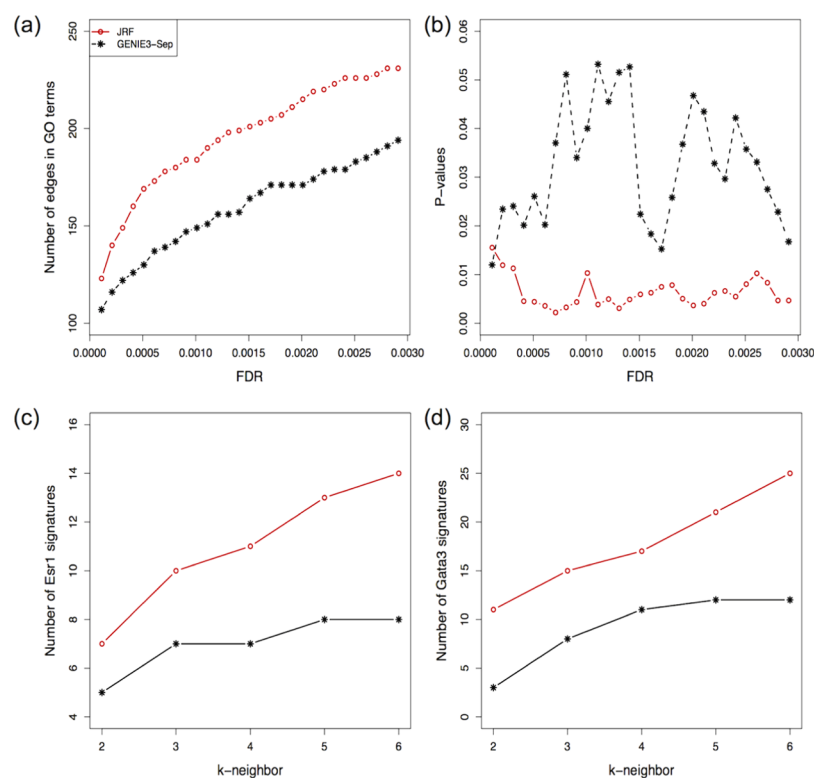 (a)
JRF
GENIE3-Sep
Number of edges in GO terms
250
200
150
100
0.0000 0.0005 0.0010 0.0015 0.0020 0.0025 0.0030
FDR
(b)
P-values
0.06
0.05
0.04
0.03
0.02
0.01
0.00
0.0000 0.0005 0.0010 0.0015 0.0020 0.0025 0.0030
FDR
(c)
Number of Esr1 signatures
16
14
12
10
8
6
4
2 3 4 5 6
k-neighbor
(d)
Number of Gata3 signatures
30
25
20
15
10
5
0
2 3 4 5 6
k-neighbor